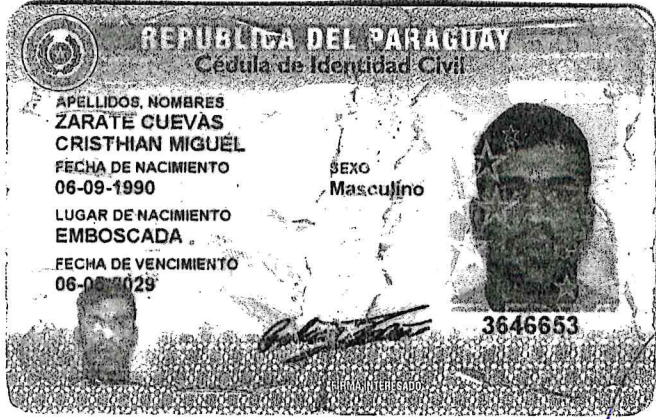 REPUBLICA DEL PARAGUAY
Cédula de Identidad Civil
APELLIDOS, NOMBRES
ZARATE CUEVAS
CRISTHIAN MIGUEL
FECHA DE NACIMIENTO
06-09-1990
SEXO
Masculino
LUGAR DE NACIMIENTO
EMBOSCADA
FECHA DE VENCIMIENTO
3646653
FIRMA INTERESADO